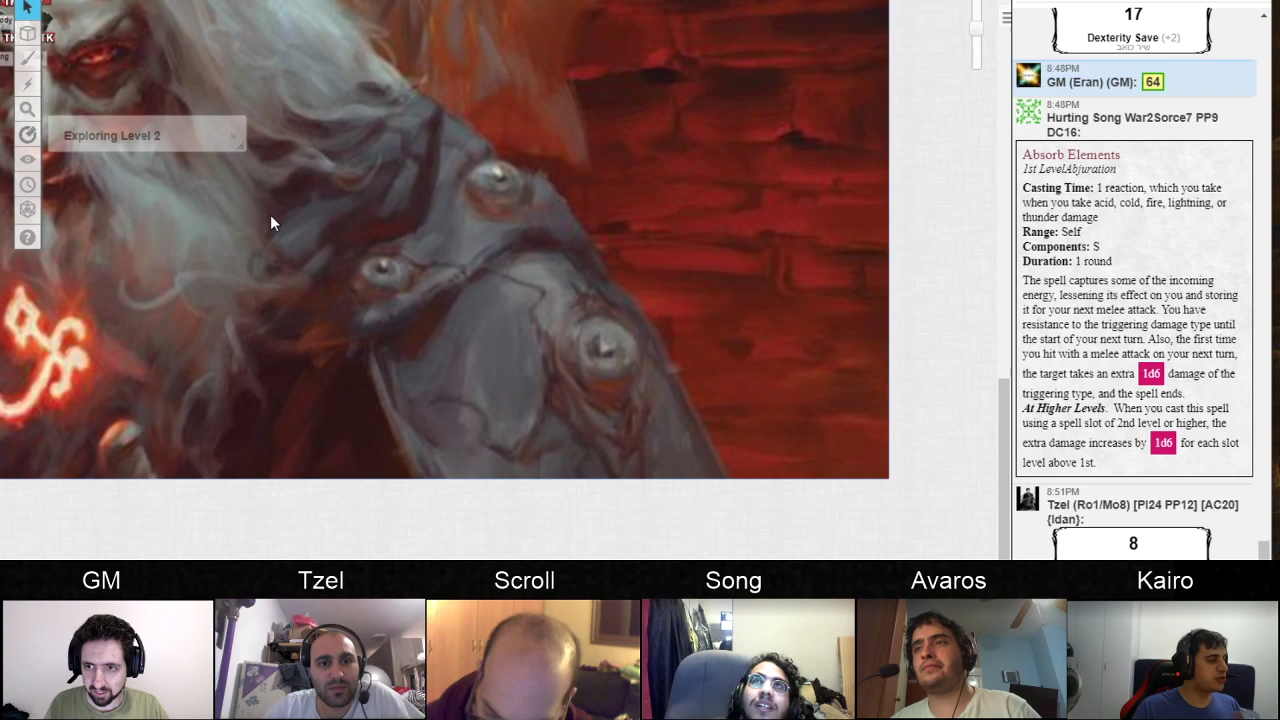 Exploring Level 2
17
Dexterity Save (+2)
שיר כואב
8:48PM
GM (Eran) (GM): 64
8:48PM
Hurting Song War2Sorce7 PP9
DC16:
Absorb Elements
1st LevelAbjuration
Casting Time: 1 reaction, which you take
when you take acid, cold, fire, lightning, or
thunder damage
Range: Self
Components: S
Duration: 1 round
The spell captures some of the incoming
energy, lessening its effect on you and storing
it for your next melee attack. You have
resistance to the triggering damage type until
the start of your next turn. Also, the first time
you hit with a melee attack on your next turn,
the target takes an extra 1d6 damage of the
triggering type, and the spell ends.
At Higher Levels. When you cast this spell
using a spell slot of 2nd level or higher, the
extra damage increases by 1d6 for each slot
level above 1st.
8:51PM
Tzel (Ro1/Mo8) [PI24 PP12] [AC20]
{Idan}:
8
GM
Tzel
Scroll
Song
Avaros
Kairo